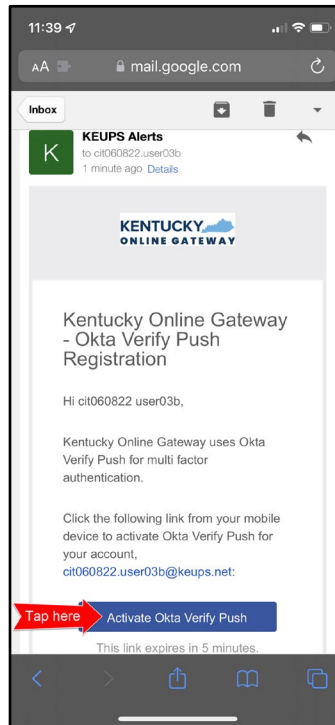 11:39
AA mail.google.com
Inbox
KEUPS Alerts
K
to cit060822.user03b
1 minute ago Details
KENTUCKY
ONLINE GATEWAY
Kentucky Online Gateway
- Okta Verify Push
Registration
Hi cit060822 user03b,
Kentucky Online Gateway uses Okta
Verify Push for multi factor
authentication.
Click the following link from your mobile
device to activate Okta Verify Push for
your account,
cit060822.user03b@keups.net:
Tap here Activate Okta Verify Push
This link expires in 5 minutes.